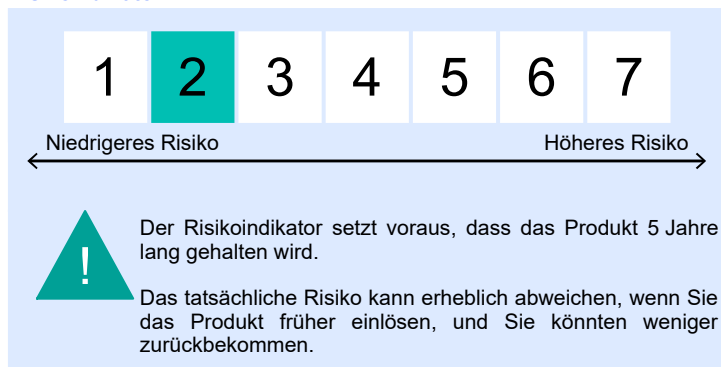 1 2 3 4 5 6 7
Niedrigeres Risiko Höheres Risiko
!
Der Risikoindikator setzt voraus, dass das Produkt 5 Jahre
lang gehalten wird.
Das tatsächliche Risiko kann erheblich abweichen, wenn Sie
das Produkt früher einlösen, und Sie könnten weniger
zurückbekommen.